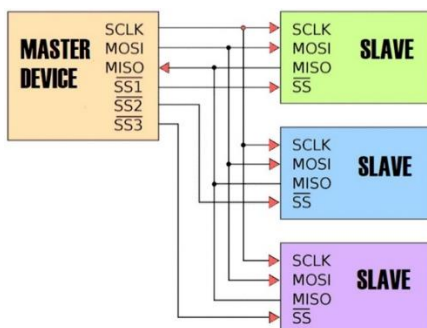 MASTER
DEVICE
SCLK
MOSI
MISO
SS1
SS2
SS3
SCLK
MOSI
MISO
SS
SLAVE
SCLK
MOSI
MISO
SS
SLAVE
SCLK
MOSI
MISO
SS
SLAVE